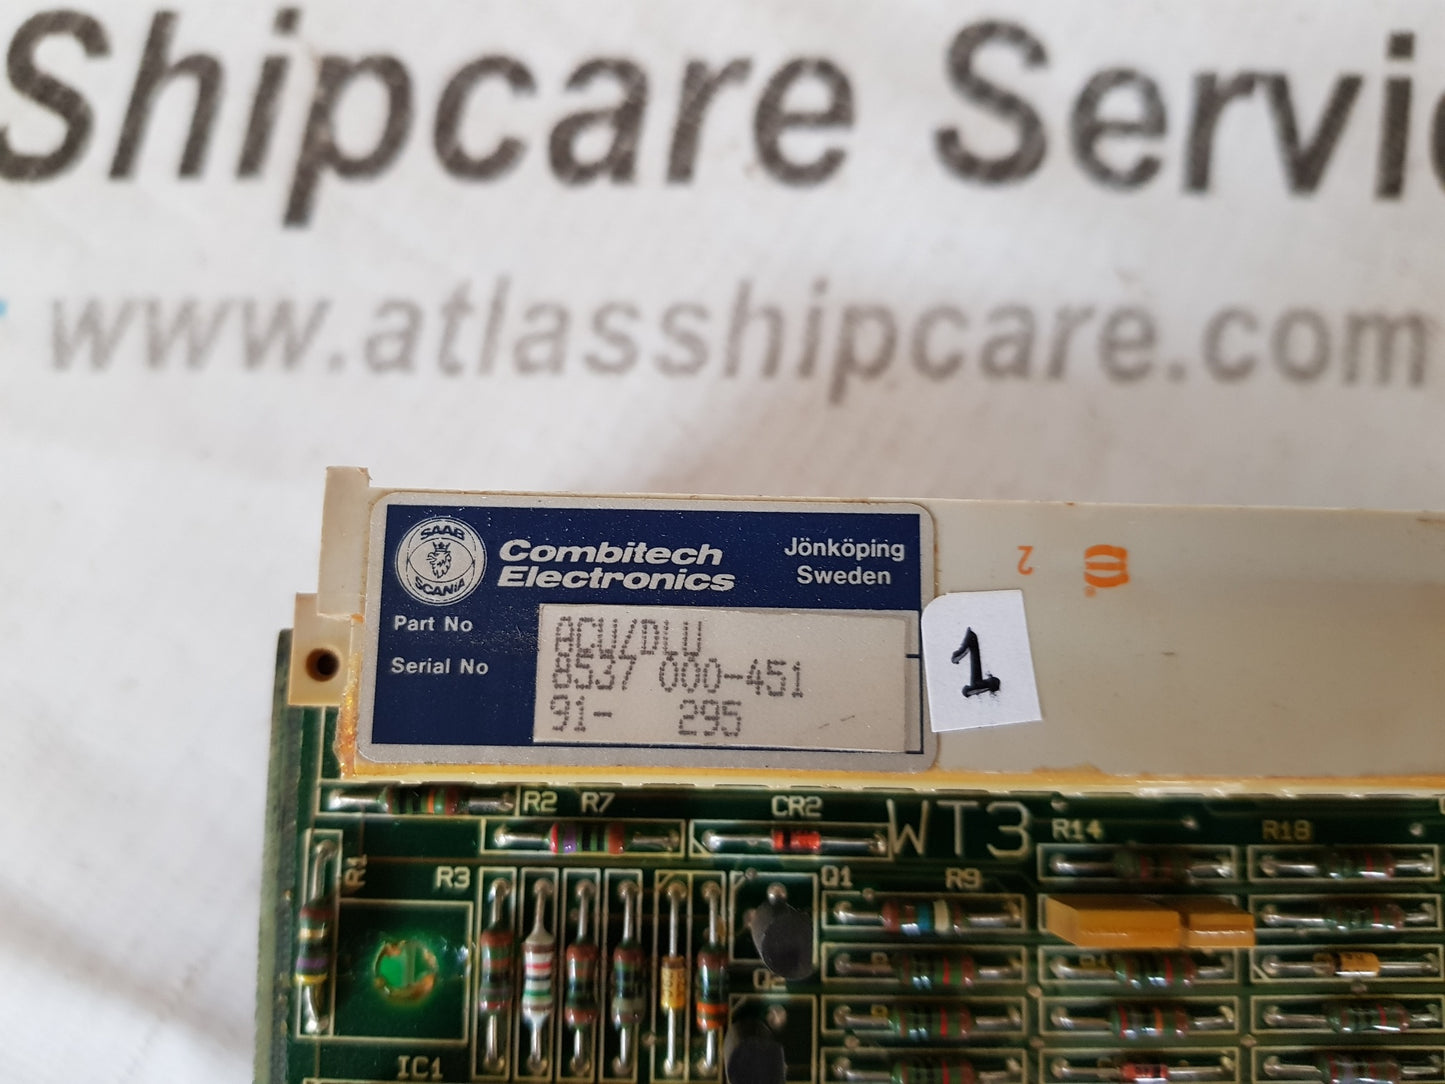 Shipcare Servic
www.atlasshipcare.com
SAAB
SCANIA
Combitech
Electronics
Jönköping
Sweden
Part No
Serial No
ACU/DLU
8537 000-451
91- 295
1
2
R2 R7
CR2
WT3
R14
R18
R1
R3
Q1
R9
Q2
IC1